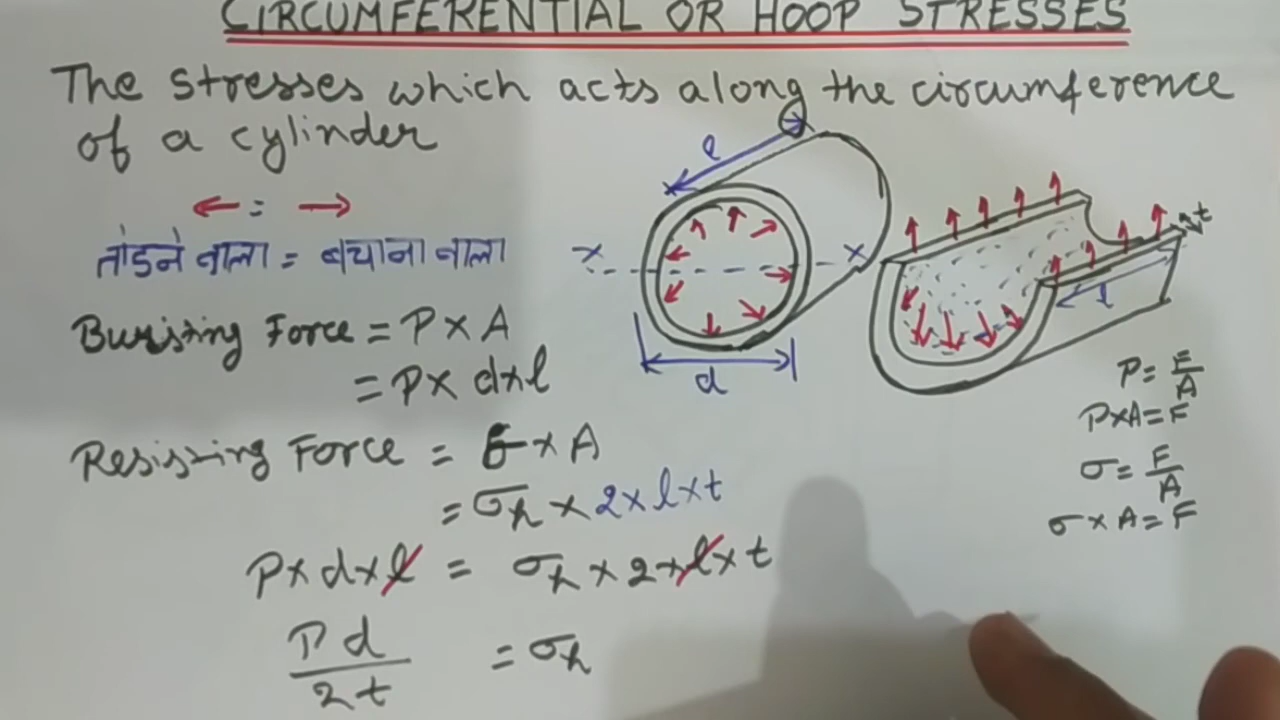 CIRCUMFERENTIAL OR HOOP STRESSES
The stresses which acts along the circumference
of a cylinder
← = →
तोडने वाला = बचाना वाला
Bursting Force = P × A
= P × d×l
Resisting Force = σ × A
= σh × 2×l×t
P×d×l = σh × 2×l×t
Pd/2t = σh
l
x x
d
t
l
P = F/A
P×A=F
σ = F/A
σ×A=F